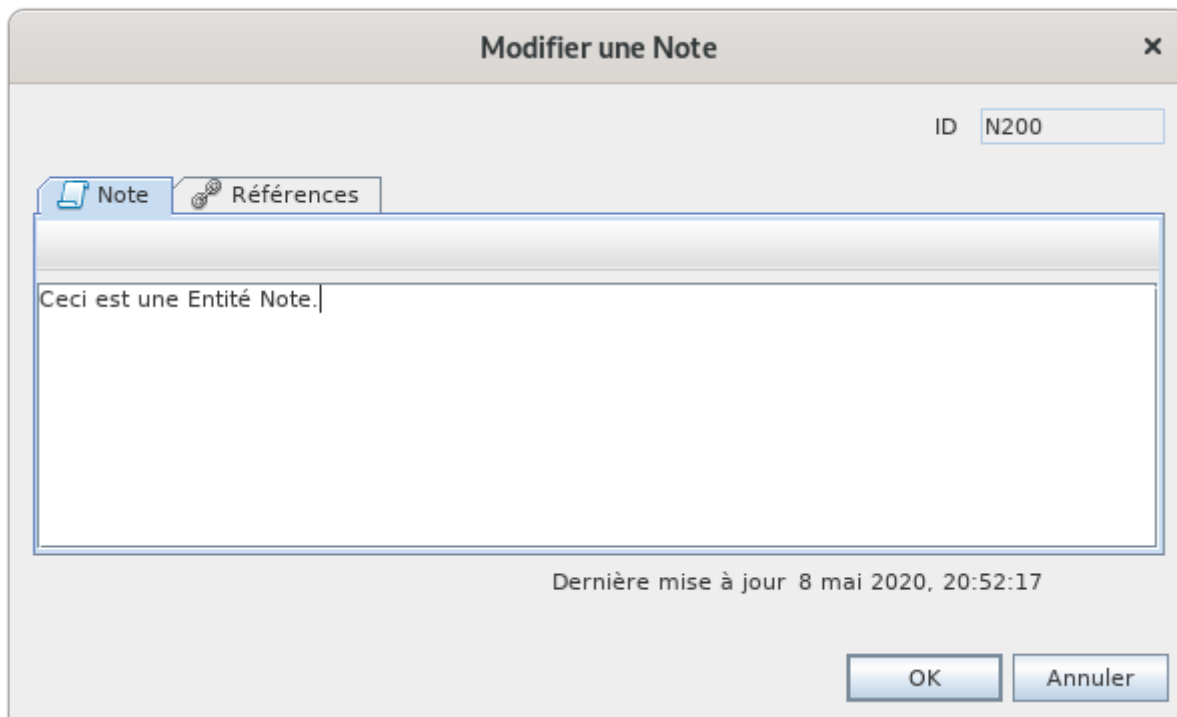 Modifier une Note
ID N200
Note Références
Ceci est une Entité Note.
Dernière mise à jour 8 mai 2020, 20:52:17
OK Annuler